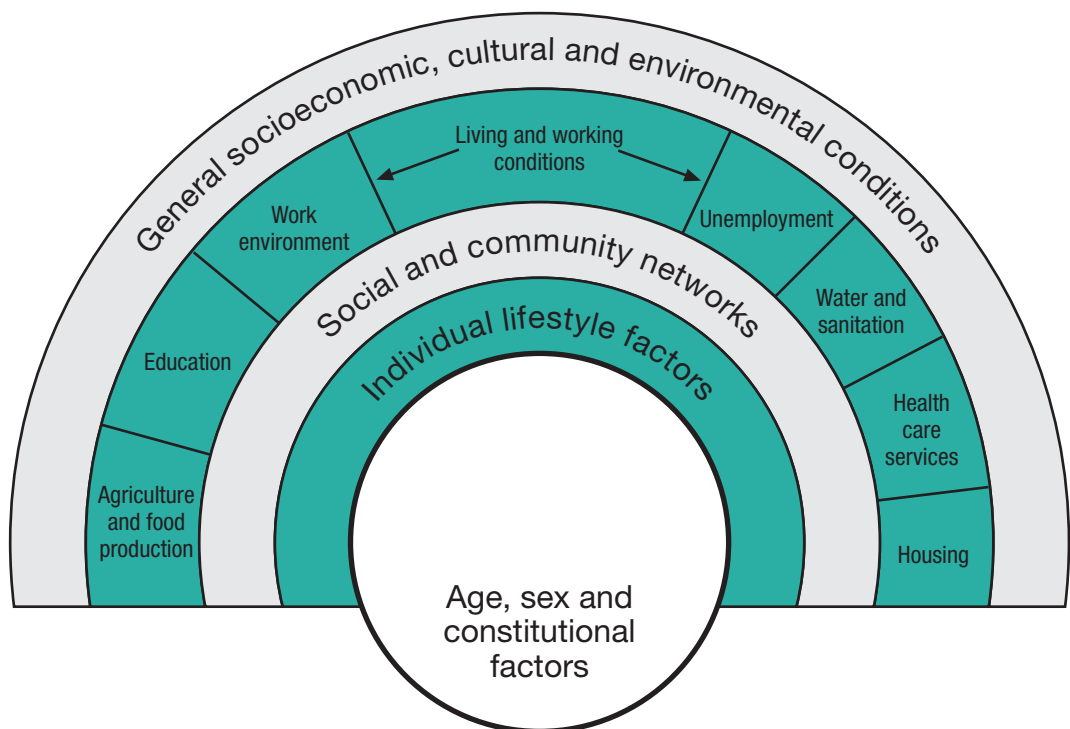 General socioeconomic, cultural and environmental conditions
Living and working
conditions
Work
environment
Unemployment
Education
Water and
sanitation
Agriculture
and food
production
Health
care
services
Housing
Social and community networks
Individual lifestyle factors
Age, sex and
constitutional
factors